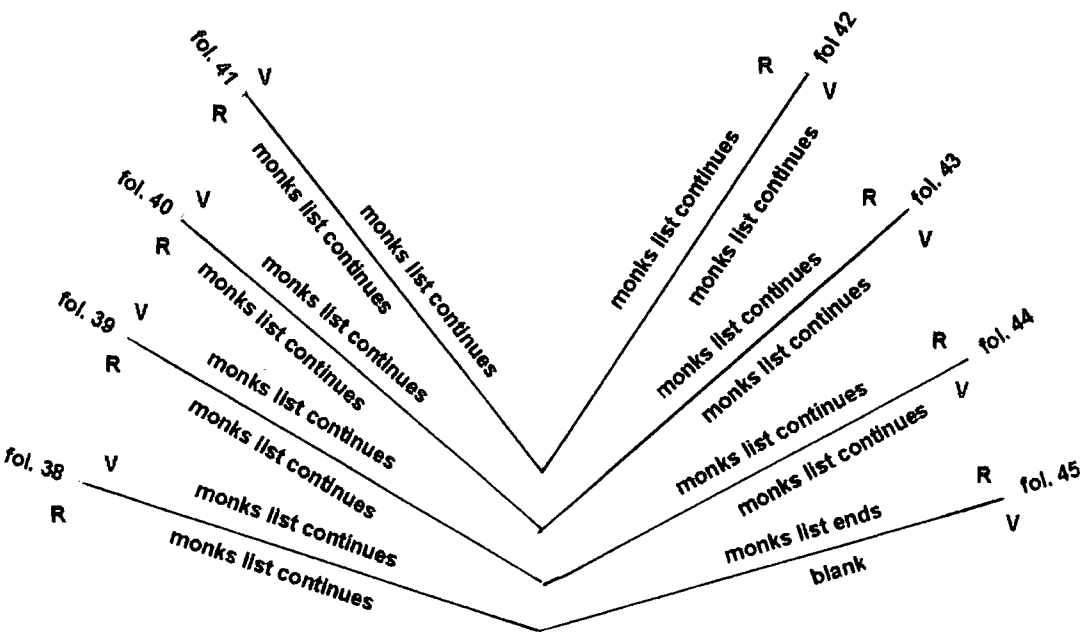 fol. 41
V
R
monks list continues
monks list continues
fol. 40
V
R
monks list continues
monks list continues
fol. 39
V
R
monks list continues
monks list continues
fol. 38
V
R
monks list continues
monks list continues
fol 42
R
V
monks list continues
monks list continues
fol. 43
R
V
monks list continues
monks list continues
fol. 44
R
V
monks list continues
monks list continues
fol. 45
R
V
monks list ends
blank